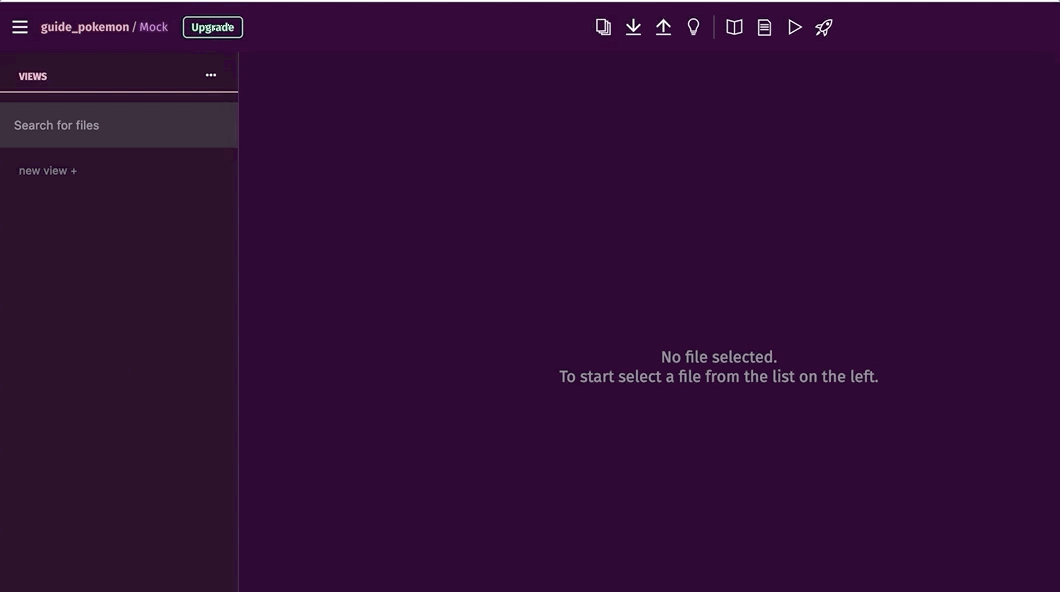 guide_pokemon / Mock Upgrade
VIEWS
Search for files
new view +
No file selected.
To start select a file from the list on the left.